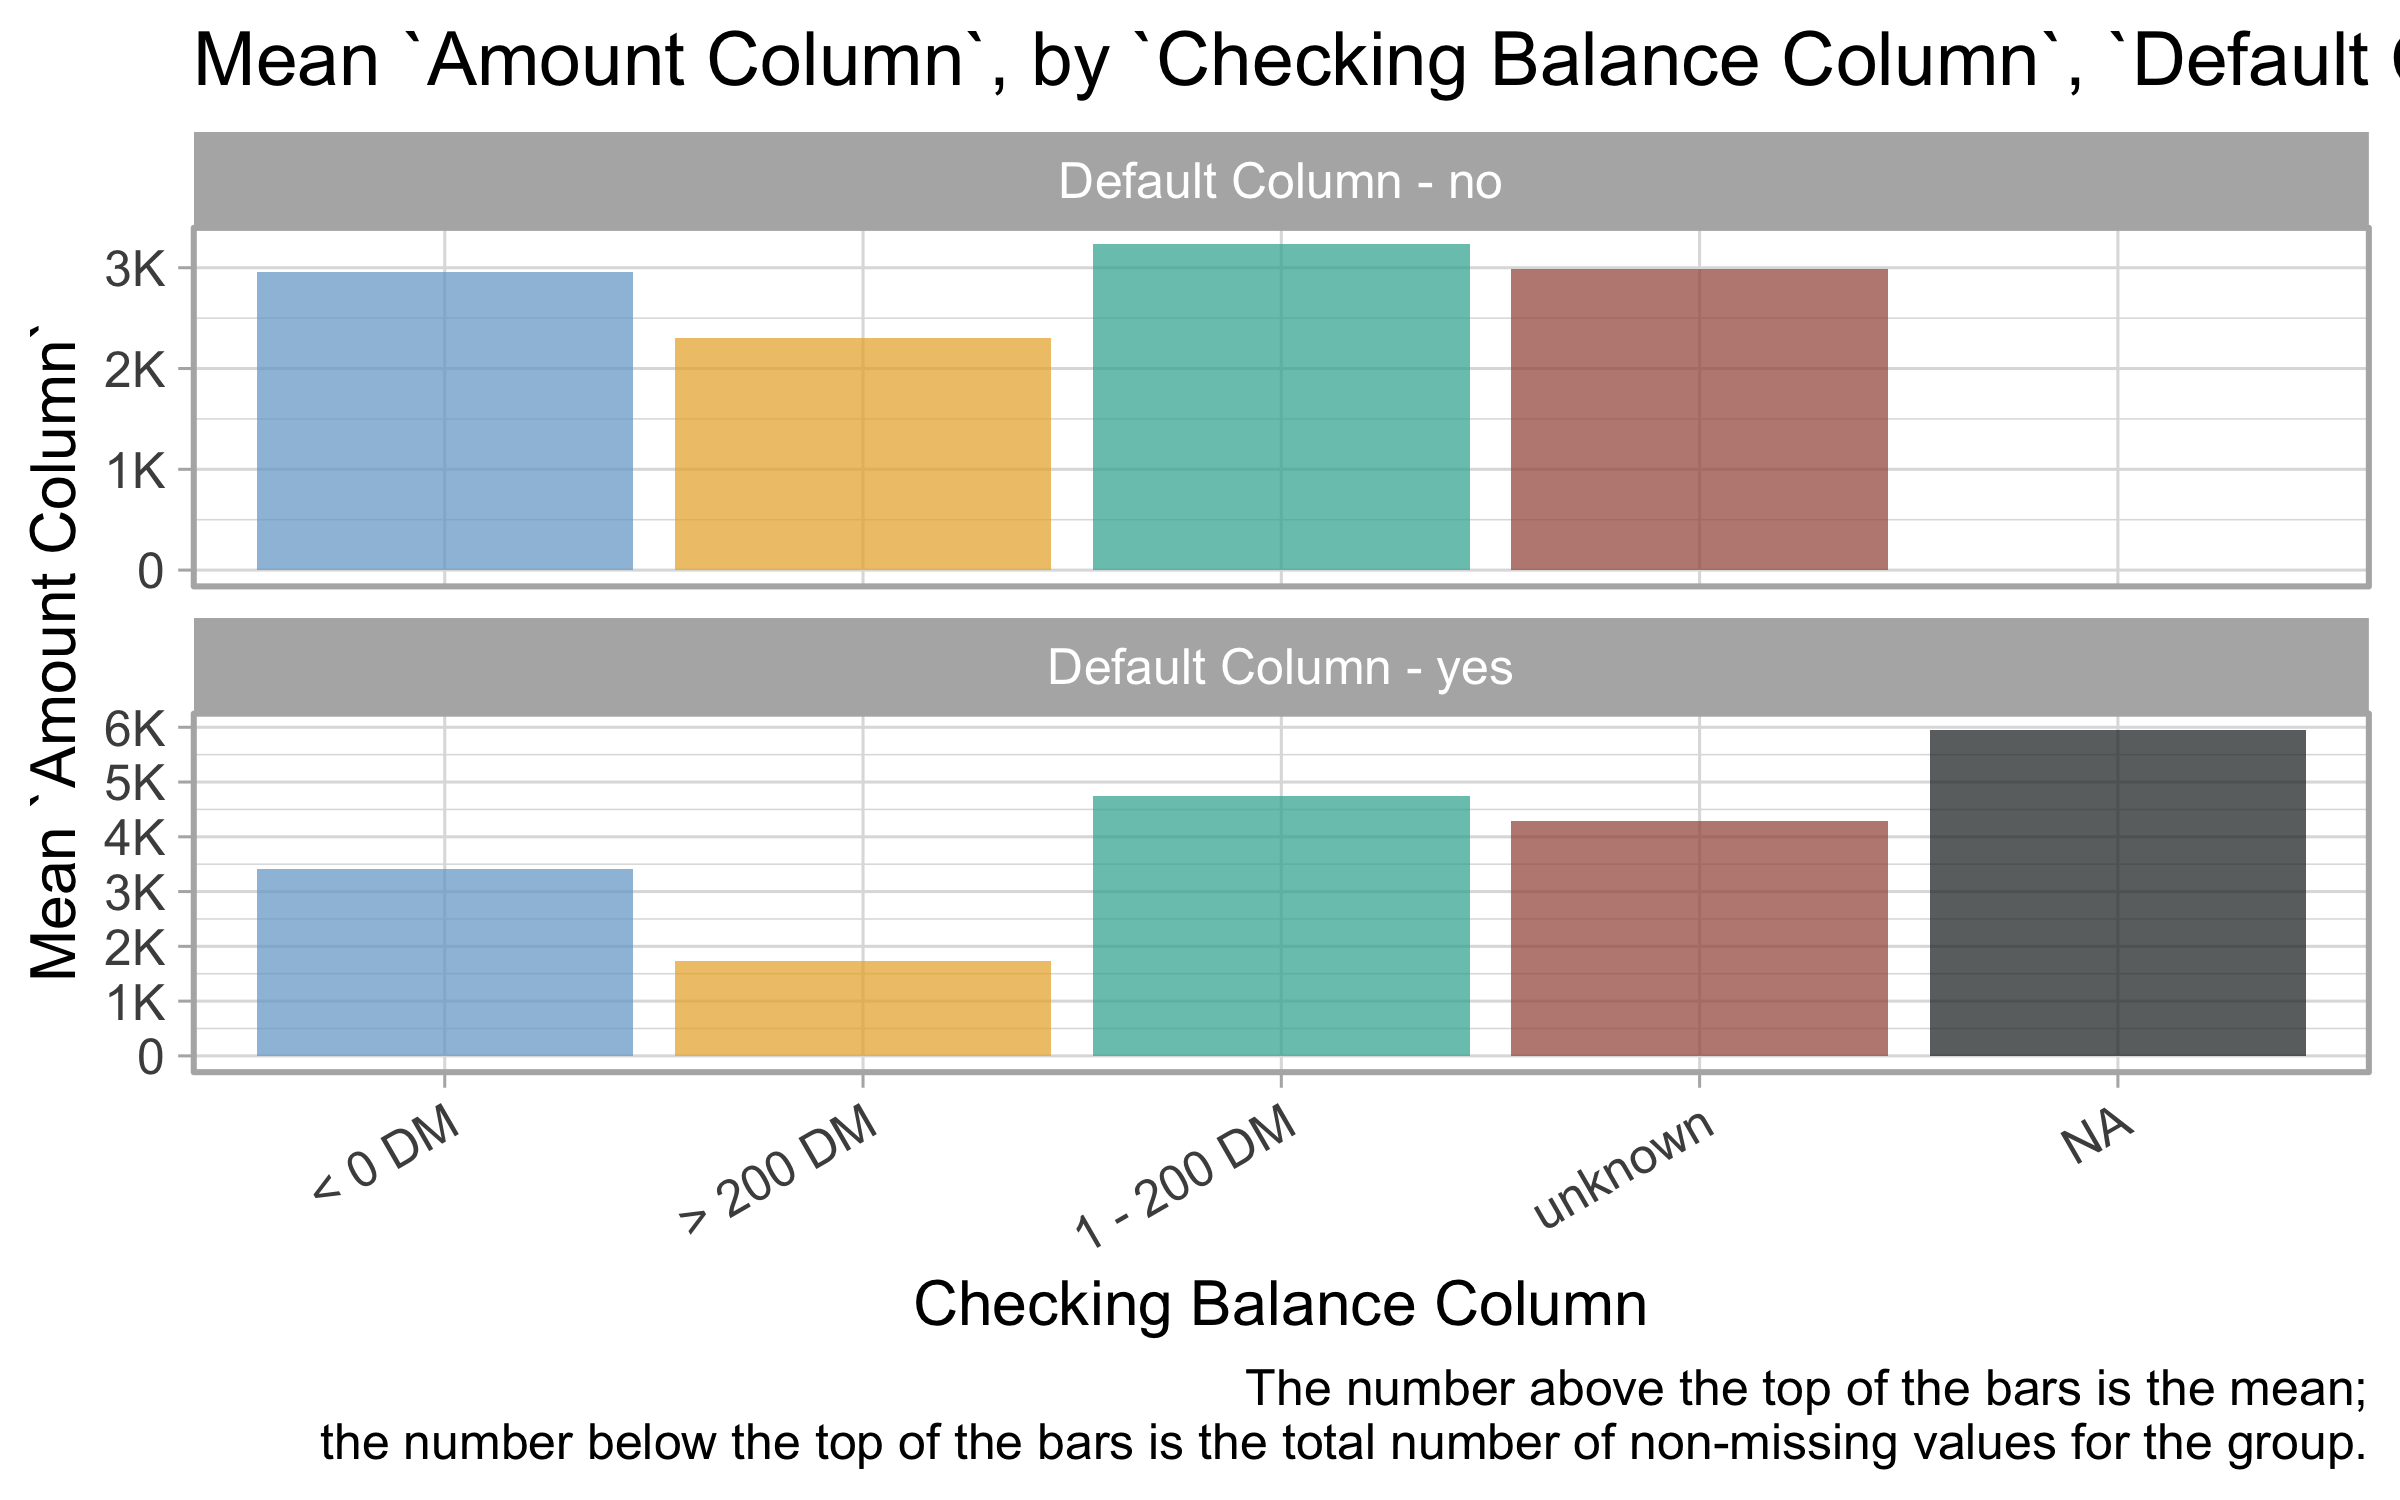 Mean `Amount Column`, by `Checking Balance Column`, `Default
Default Column - no
3K
2K
1K
0
Mean `Amount Column`
Default Column - yes
6K
5K
4K
3K
2K
1K
0
< 0 DM
> 200 DM
1 - 200 DM
unknown
NA
Checking Balance Column
The number above the top of the bars is the mean;
the number below the top of the bars is the total number of non-missing values for the group.